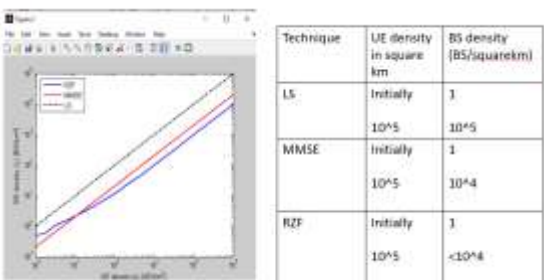 Figure 1
File Edit View Insert Tools Desktop Window Help
RZF
MMSE
LS
Technique
UE density
in square
km
BS density
(BS/squarekm)
LS
Initially
1
10^5
10^5
MMSE
Initially
1
10^5
10^4
RZF
Initially
1
10^5
<10^4